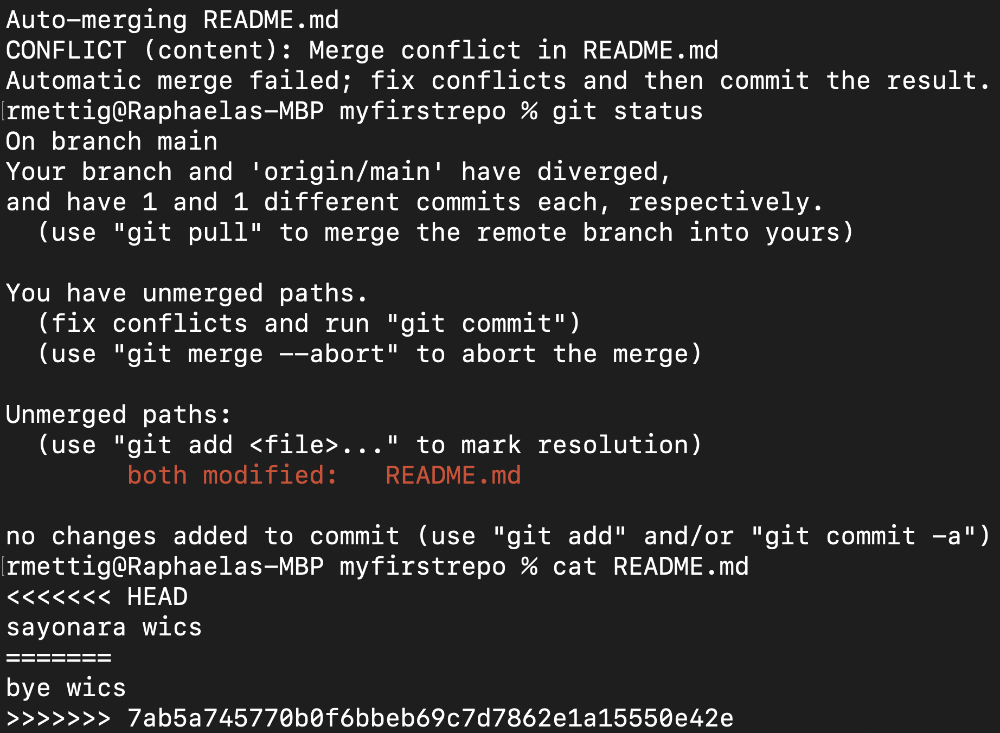 Auto-merging README.md
CONFLICT (content): Merge conflict in README.md
Automatic merge failed; fix conflicts and then commit the result.
[rmettig@Raphaelas-MBP myfirstrepo % git status
On branch main
Your branch and 'origin/main' have diverged,
and have 1 and 1 different commits each, respectively.
  (use "git pull" to merge the remote branch into yours)

You have unmerged paths.
  (fix conflicts and run "git commit")
  (use "git merge --abort" to abort the merge)

Unmerged paths:
  (use "git add <file>..." to mark resolution)
        both modified:   README.md

no changes added to commit (use "git add" and/or "git commit -a")
[rmettig@Raphaelas-MBP myfirstrepo % cat README.md
<<<<<<< HEAD
sayonara wics
=======
bye wics
>>>>>>> 7ab5a745770b0f6bbeb69c7d7862e1a15550e42e